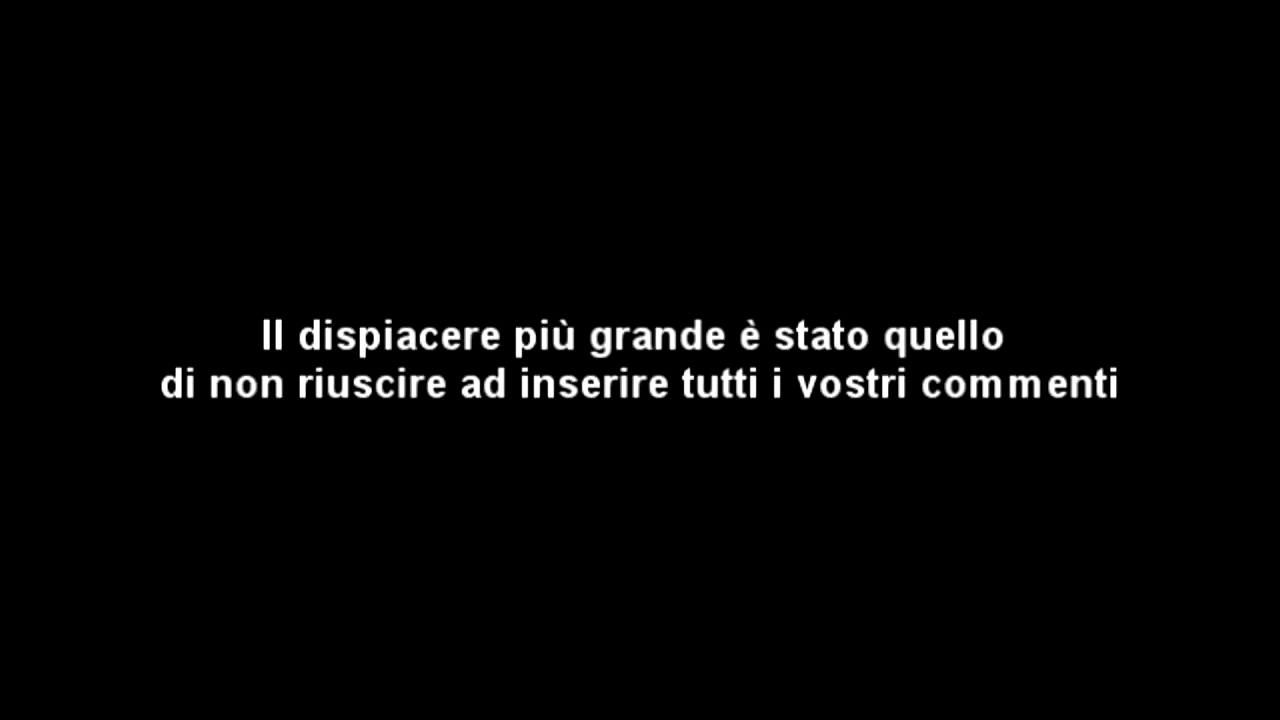 Il dispiacere più grande è stato quello
di non riuscire ad inserire tutti i vostri commenti